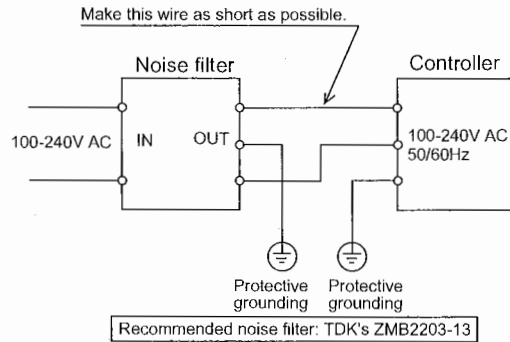 Make this wire as short as possible.
Noise filter
Controller
100-240V AC
IN
OUT
100-240V AC
50/60Hz
Protective
grounding
Protective
grounding
Recommended noise filter: TDK's ZMB2203-13